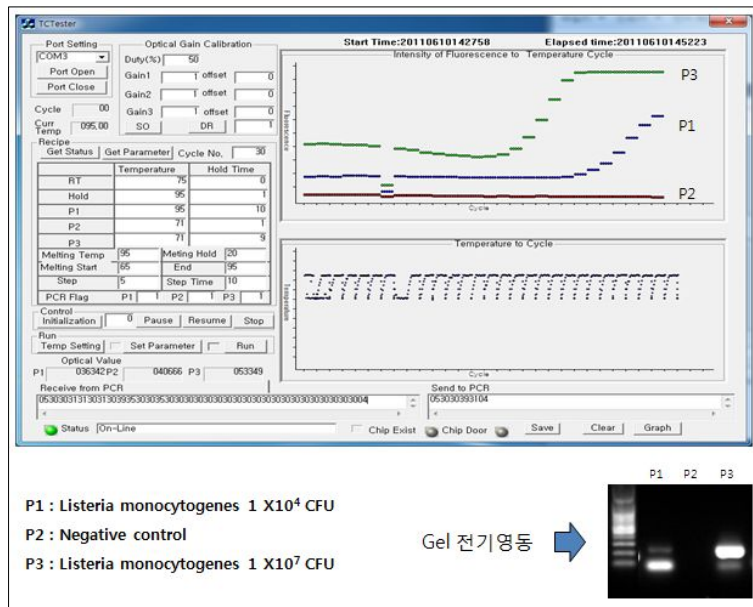 TCTester
Port Setting
COM3
Port Open
Port Close
Optical Gain Calibration
Duty(%) 50
Gain1 1 offset 0
Gain2 1 offset 0
Gain3 1 offset 0
SO DR 1
Cycle 00
Curr Temp 095,00
Recipe
Get Status Get Parameter Cycle No, 30
Temperature Hold Time
RT 75 0
Hold 95 1
P1 95 10
P2 71 1
P3 71 9
Melting Temp 95 Meting Hold 20
Melting Start 65 End 95
Step 5 Step Time 10
PCR Flag P1 1 P2 1 P3 1
Control
Initialization 0 Pause Resume Stop
Run
Temp Setting Set Parameter Run
Optical Value
P1 036342 P2 040666 P3 053349
Receive from PCR
Send to PCR
053030393104
Status On-Line
Chip Exist Chip Door Save Clear Graph
Start Time:20110610142758 Elapsed time:20110610145223
Intensity of Fluorescence to Temperature Cycle
Fluorescence
Cycle
P3
P1
P2
Temperature to Cycle
Temperature
Cycle
P1 : Listeria monocytogenes 1 X10⁴ CFU
P2 : Negative control
P3 : Listeria monocytogenes 1 X10⁷ CFU
Gel 전기영동
P1 P2 P3